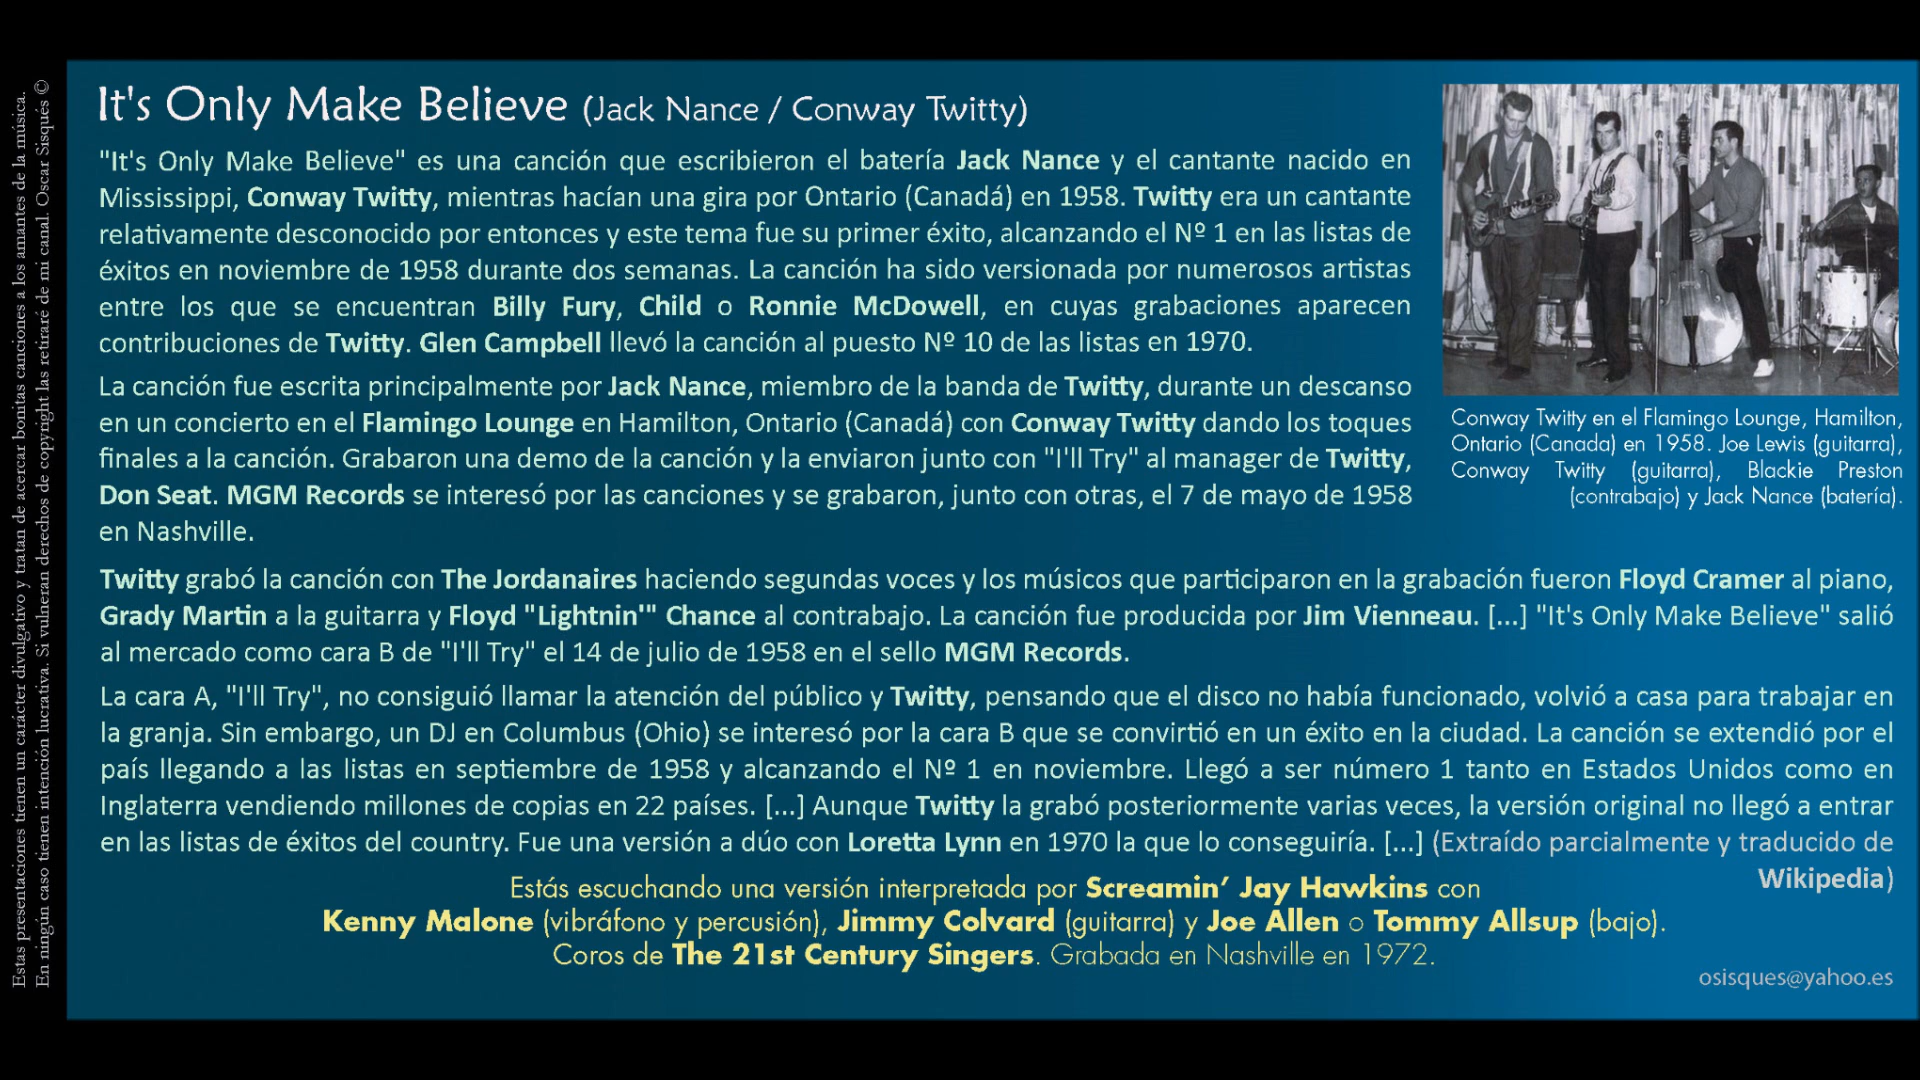 Estas presentaciones tienen un carácter divulgativo y tratan de acercar bonitas canciones a los amantes de la música.
En ningún caso tienen intención lucrativa. Si vulneran derechos de copyright las retiraré de mi canal. Oscar Sisqués ©
It's Only Make Believe (Jack Nance / Conway Twitty)
"It's Only Make Believe" es una canción que escribieron el batería Jack Nance y el cantante nacido en
Mississippi, Conway Twitty, mientras hacían una gira por Ontario (Canadá) en 1958. Twitty era un cantante
relativamente desconocido por entonces y este tema fue su primer éxito, alcanzando el Nº 1 en las listas de
éxitos en noviembre de 1958 durante dos semanas. La canción ha sido versionada por numerosos artistas
entre los que se encuentran Billy Fury, Child o Ronnie McDowell, en cuyas grabaciones aparecen
contribuciones de Twitty. Glen Campbell llevó la canción al puesto Nº 10 de las listas en 1970.
La canción fue escrita principalmente por Jack Nance, miembro de la banda de Twitty, durante un descanso
en un concierto en el Flamingo Lounge en Hamilton, Ontario (Canadá) con Conway Twitty dando los toques
finales a la canción. Grabaron una demo de la canción y la enviaron junto con "I'll Try" al manager de Twitty,
Don Seat. MGM Records se interesó por las canciones y se grabaron, junto con otras, el 7 de mayo de 1958
en Nashville.
Conway Twitty en el Flamingo Lounge, Hamilton,
Ontario (Canada) en 1958. Joe Lewis (guitarra),
Conway Twitty (guitarra), Blackie Preston
(contrabajo) y Jack Nance (batería).
Twitty grabó la canción con The Jordanaires haciendo segundas voces y los músicos que participaron en la grabación fueron Floyd Cramer al piano,
Grady Martin a la guitarra y Floyd "Lightnin'" Chance al contrabajo. La canción fue producida por Jim Vienneau. [...] "It's Only Make Believe" salió
al mercado como cara B de "I'll Try" el 14 de julio de 1958 en el sello MGM Records.
La cara A, "I'll Try", no consiguió llamar la atención del público y Twitty, pensando que el disco no había funcionado, volvió a casa para trabajar en
la granja. Sin embargo, un DJ en Columbus (Ohio) se interesó por la cara B que se convirtió en un éxito en la ciudad. La canción se extendió por el
país llegando a las listas en septiembre de 1958 y alcanzando el Nº 1 en noviembre. Llegó a ser número 1 tanto en Estados Unidos como en
Inglaterra vendiendo millones de copias en 22 países. [...] Aunque Twitty la grabó posteriormente varias veces, la versión original no llegó a entrar
en las listas de éxitos del country. Fue una versión a dúo con Loretta Lynn en 1970 la que lo conseguiría. [...] (Extraído parcialmente y traducido de
Wikipedia)
Estás escuchando una versión interpretada por Screamin' Jay Hawkins con
Kenny Malone (vibráfono y percusión), Jimmy Colvard (guitarra) y Joe Allen o Tommy Allsup (bajo).
Coros de The 21st Century Singers. Grabada en Nashville en 1972.
osisques@yahoo.es